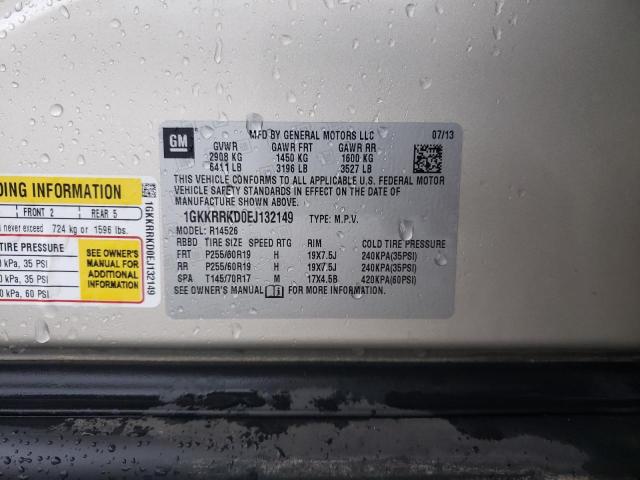 GM
MFD BY GENERAL MOTORS LLC 07/13
GVWR GAWR FRT GAWR RR
2908 KG 1450 KG 1600 KG
6411 LB 3196 LB 3527 LB
THIS VEHICLE CONFORMS TO ALL APPLICABLE U.S. FEDERAL MOTOR
VEHICLE SAFETY STANDARDS IN EFFECT ON THE DATE OF
MANUFACTURE SHOWN ABOVE.
1GKKRRKD0EJ132149 TYPE: M.P.V.
MODEL: R14526
RBBD TIRE SIZE SPEED RTG RIM COLD TIRE PRESSURE
FRT P255/60R19 H 19X7.5J 240KPA(35PSI)
RR P255/60R19 H 19X7.5J 240KPA(35PSI)
SPA T145/70R17 M 17X4.5B 420KPA(60PSI)
SEE OWNER'S MANUAL FOR MORE INFORMATION.
DING INFORMATION
FRONT 2 REAR 5
never exceed 724 kg or 1596 lbs.
TIRE PRESSURE
kPa, 35 PSI
kPa, 35 PSI
kPa, 60 PSI
SEE OWNER'S
MANUAL FOR
ADDITIONAL
INFORMATION
1GKKRRKD0EJ132149